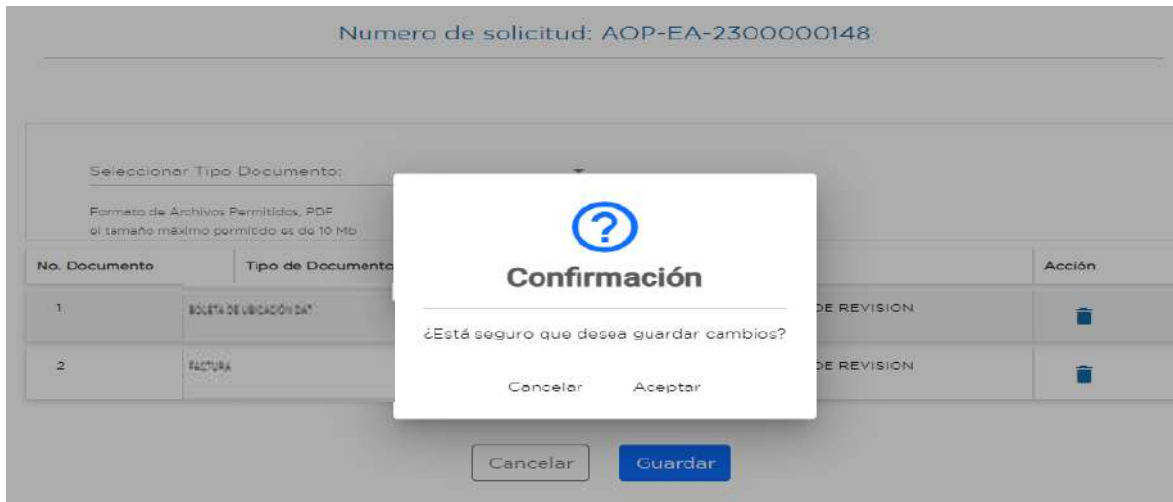 Numero de solicitud: AOP-EA-2300000148
Seleccionar Tipo Documento:
Formato de Archivos Permitidos, PDF
el tamaño máximo permitido es de 10 Mb
No. Documento Tipo de Documento Acción
1 BOLETA DE UBICACIÓN DAT DE REVISION
2 FACTURA DE REVISION
Confirmación
¿Está seguro que desea guardar cambios?
Cancelar Aceptar
Cancelar Guardar